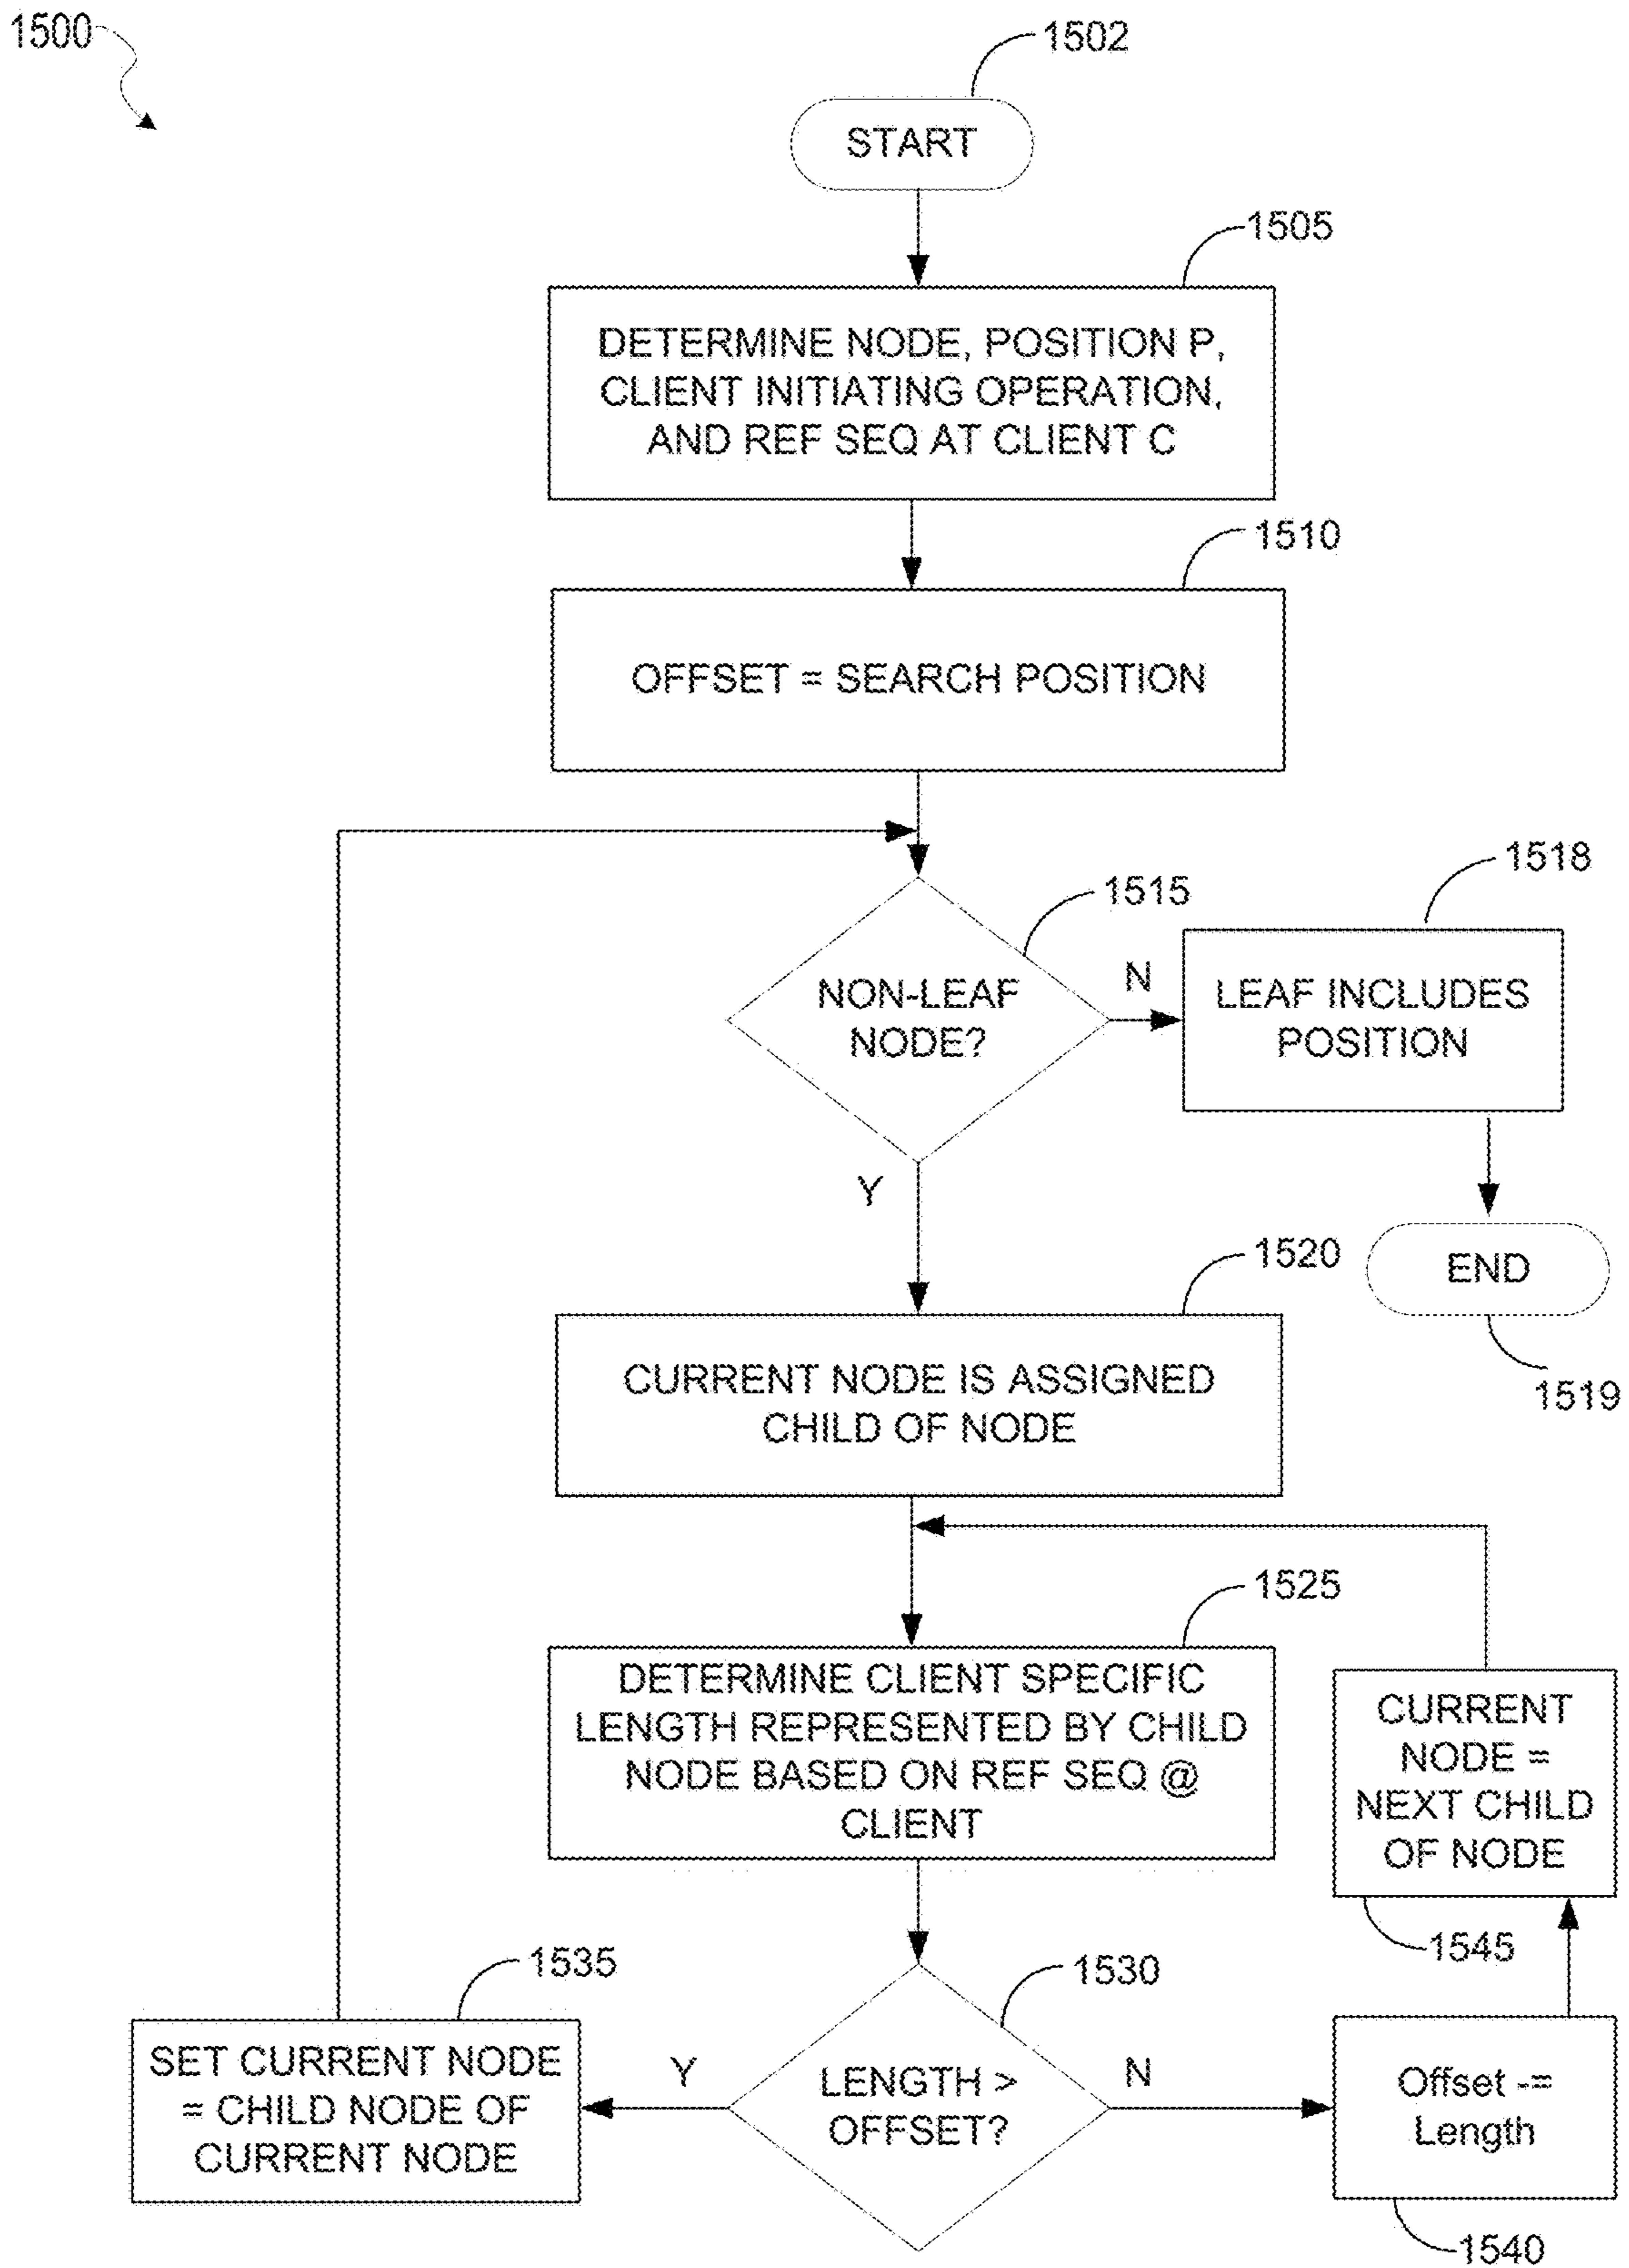 1500
1502
START
1505
DETERMINE NODE, POSITION P,
CLIENT INITIATING OPERATION,
AND REF SEQ AT CLIENT C
1510
OFFSET = SEARCH POSITION
1515
NON-LEAF
NODE?
N
1518
LEAF INCLUDES
POSITION
Y
END
1519
1520
CURRENT NODE IS ASSIGNED
CHILD OF NODE
1525
DETERMINE CLIENT SPECIFIC
LENGTH REPRESENTED BY CHILD
NODE BASED ON REF SEQ @
CLIENT
CURRENT
NODE =
NEXT CHILD
OF NODE
1545
1530
LENGTH >
OFFSET?
Y
N
1535
SET CURRENT NODE
= CHILD NODE OF
CURRENT NODE
Offset -=
Length
1540